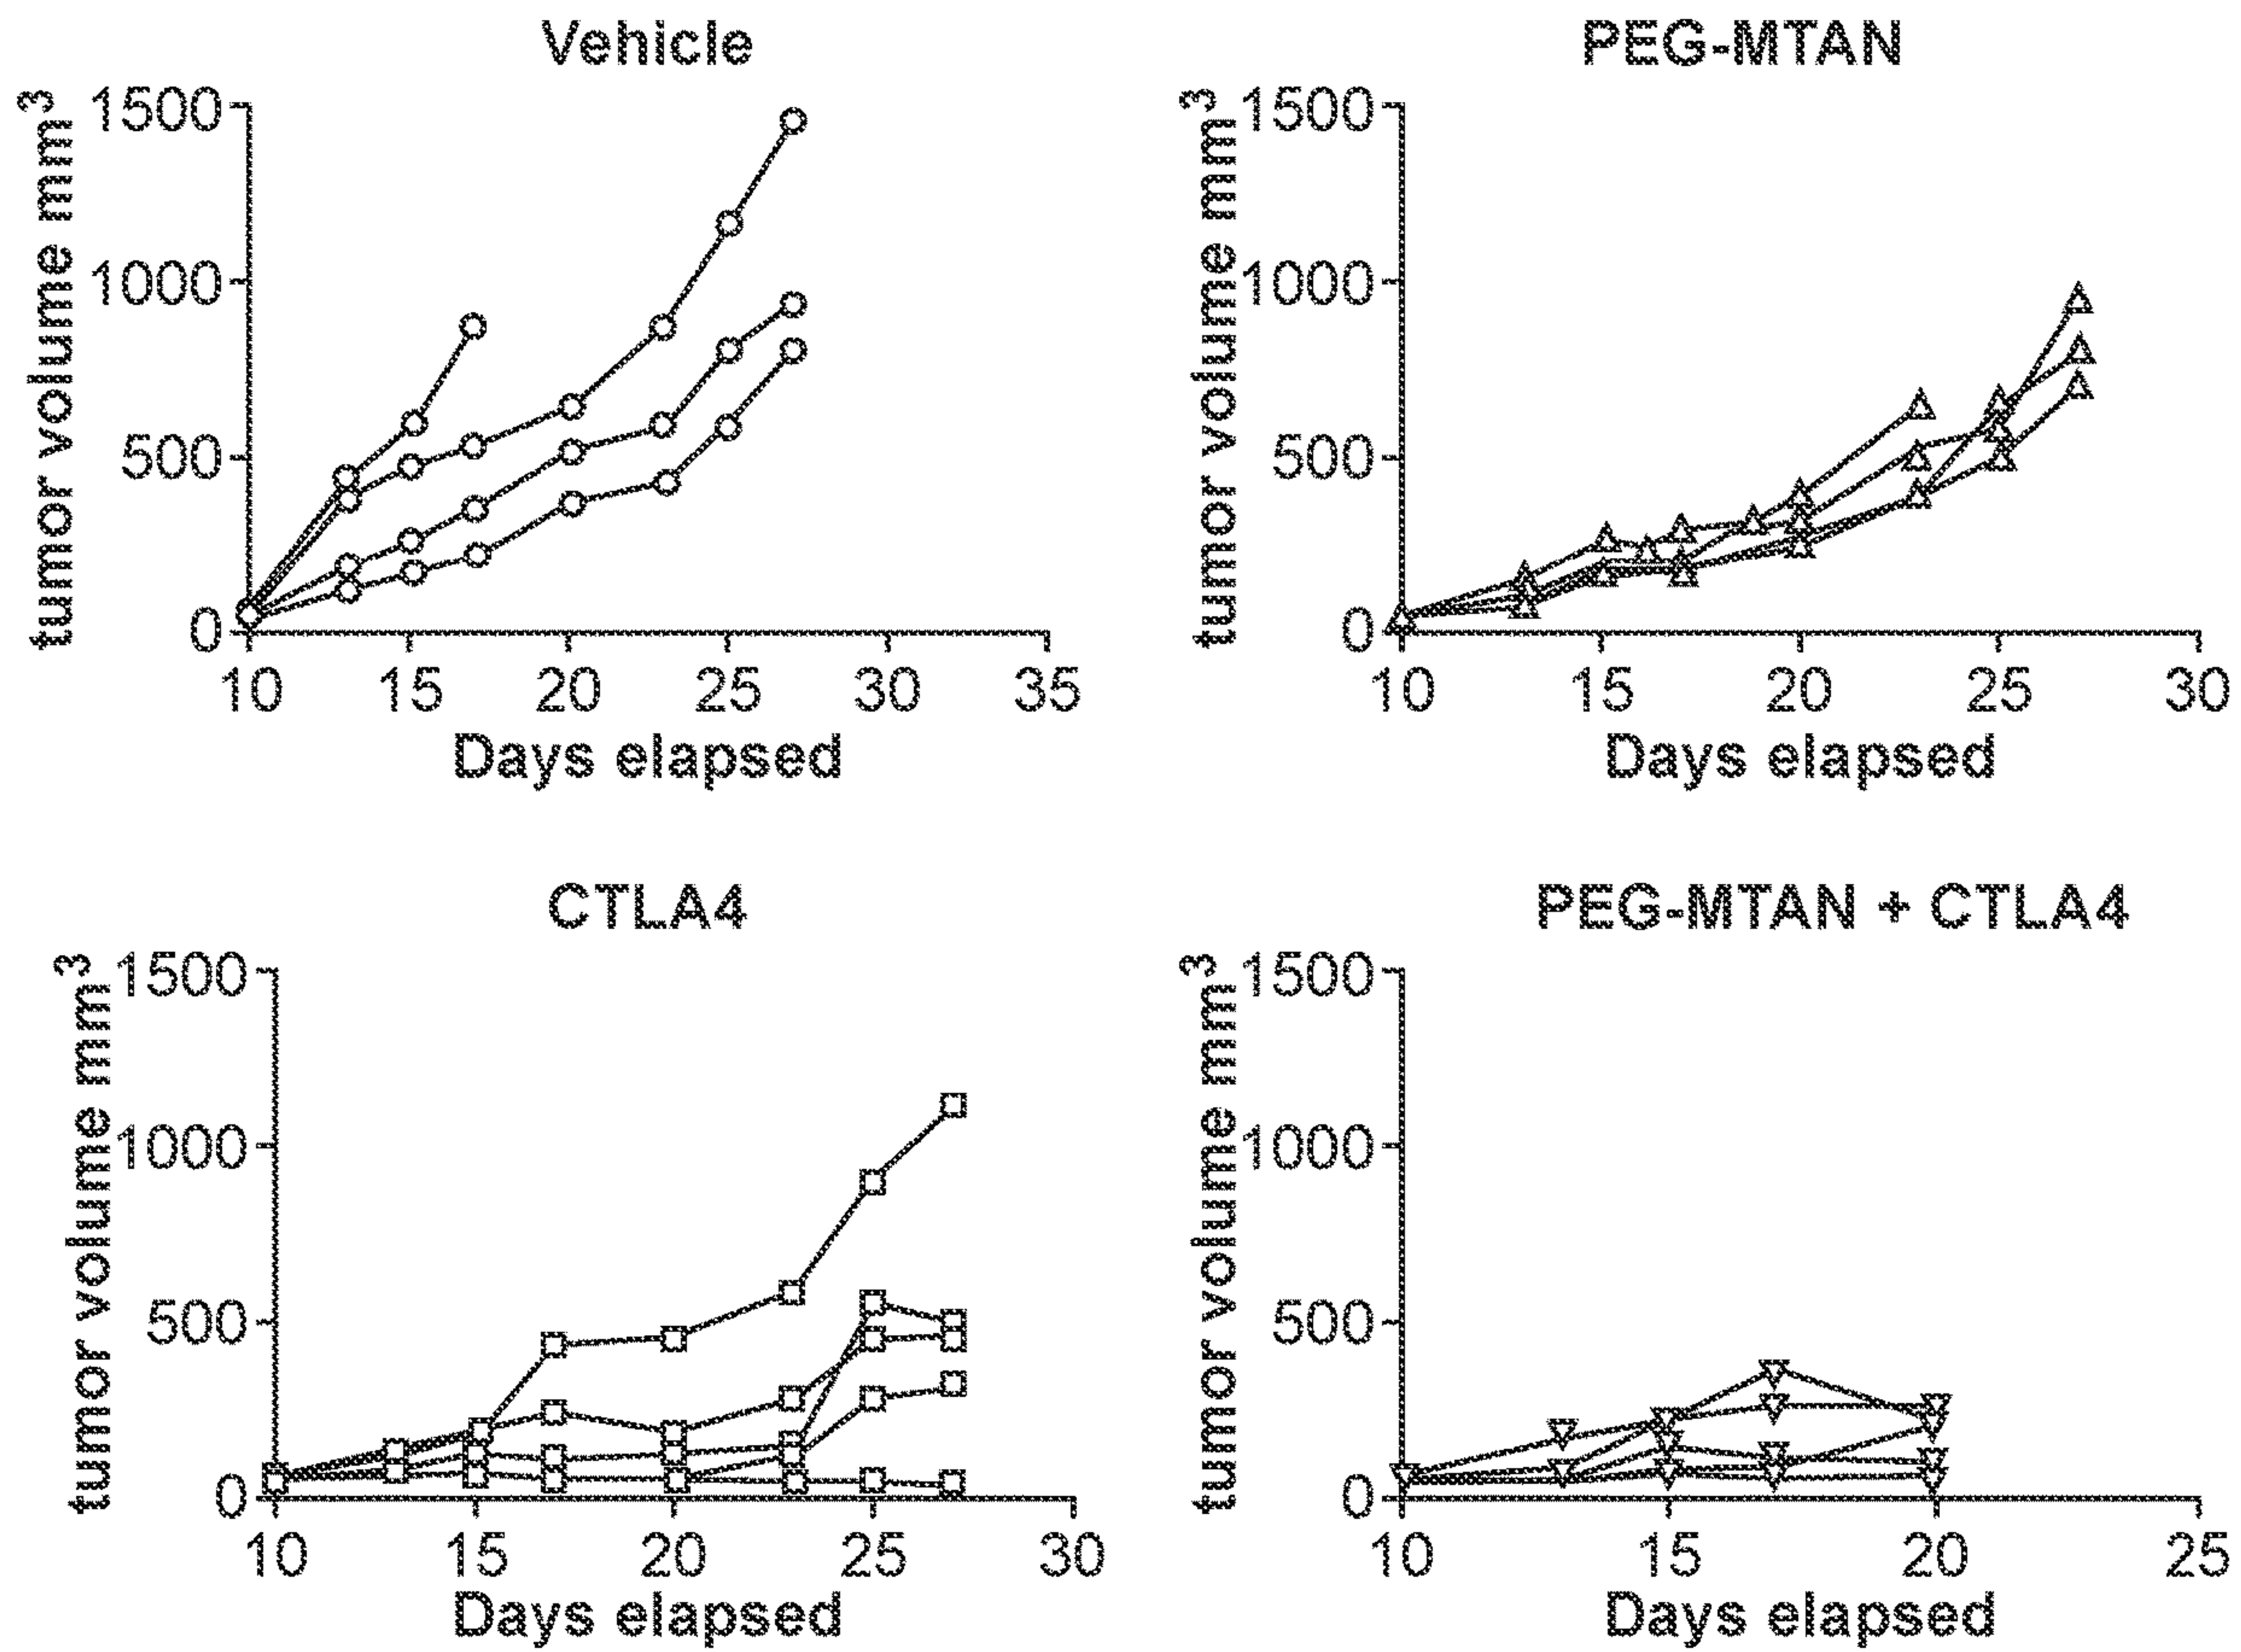 Vehicle
tumor volume mm³
1500
1000
500
0
10 15 20 25 30 35
Days elapsed
PEG-MTAN
tumor volume mm³
1500
1000
500
0
10 15 20 25 30
Days elapsed
CTLA4
tumor volume mm³
1500
1000
500
0
10 15 20 25 30
Days elapsed
PEG-MTAN + CTLA4
tumor volume mm³
1500
1000
500
0
10 15 20 25
Days elapsed